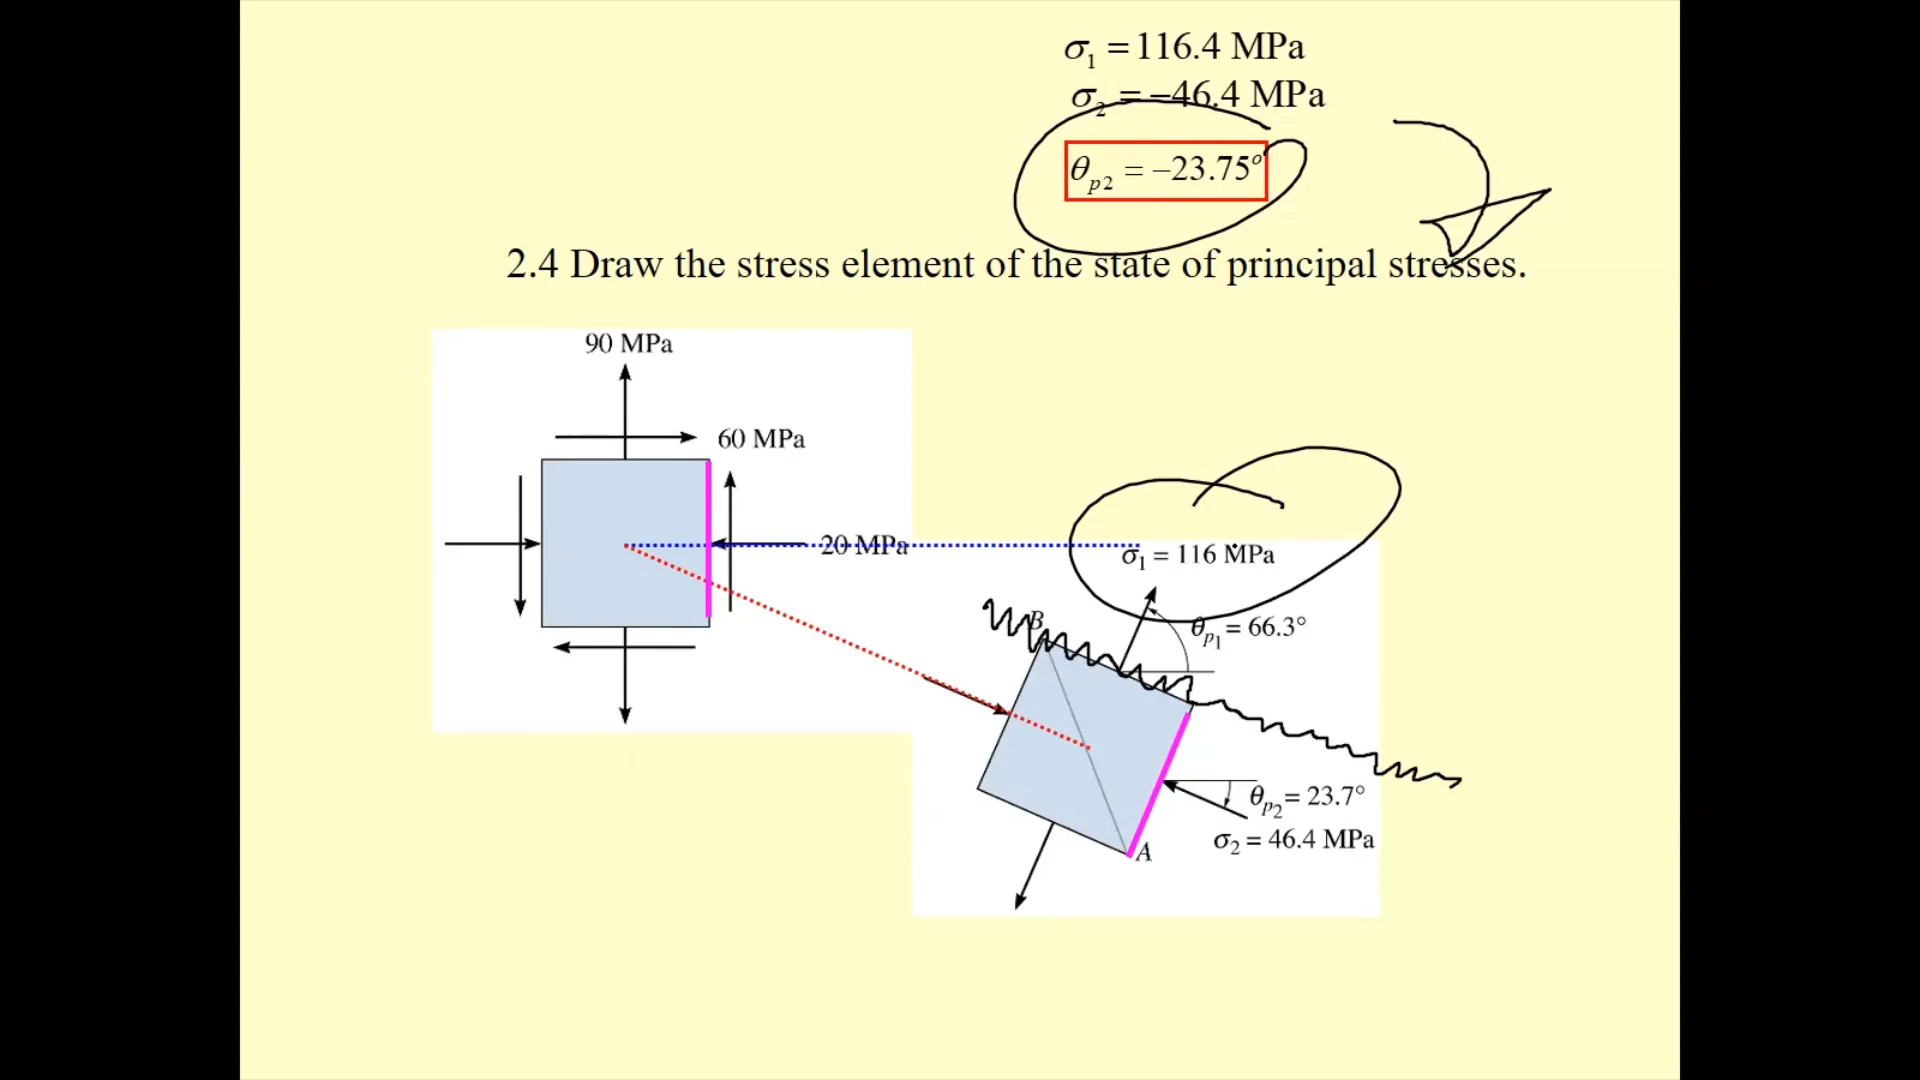 σ₁ = 116.4 MPa
σ₂ = −46.4 MPa
θₚ₂ = −23.75°
2.4 Draw the stress element of the state of principal stresses.
90 MPa
60 MPa
20 MPa
σ₁ = 116 MPa
B
θₚ₁ = 66.3°
θₚ₂ = 23.7°
σ₂ = 46.4 MPa
A